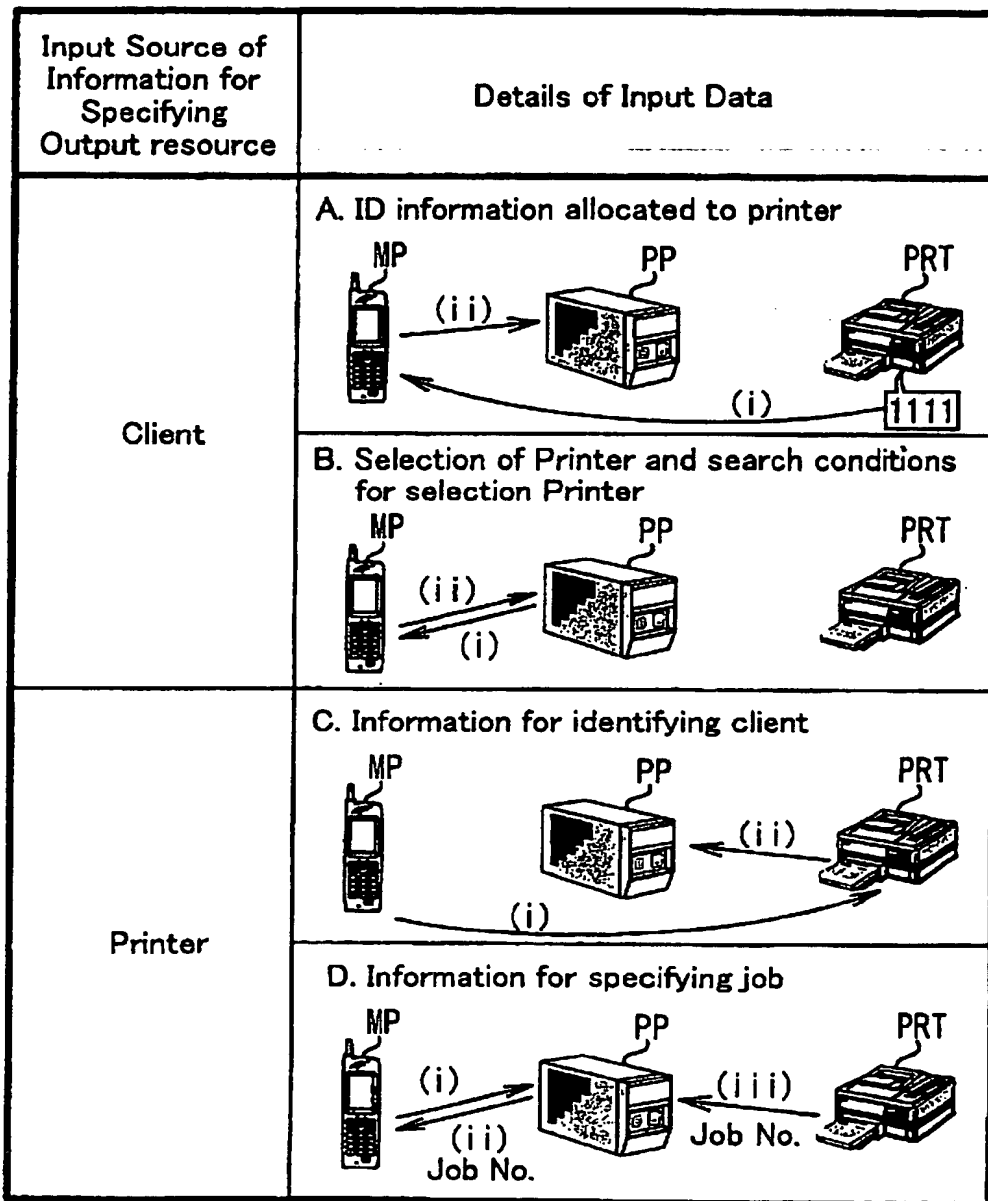 Input Source of
Information for
Specifying
Output resource
Details of Input Data
Client
A. ID information allocated to printer
MP
PP
PRT
(ii)
(i)
1111
B. Selection of Printer and search conditions
for selection Printer
MP
PP
PRT
(ii)
(i)
Printer
C. Information for identifying client
MP
PP
PRT
(ii)
(i)
D. Information for specifying job
MP
PP
PRT
(i)
(iii)
(ii)
Job No.
Job No.